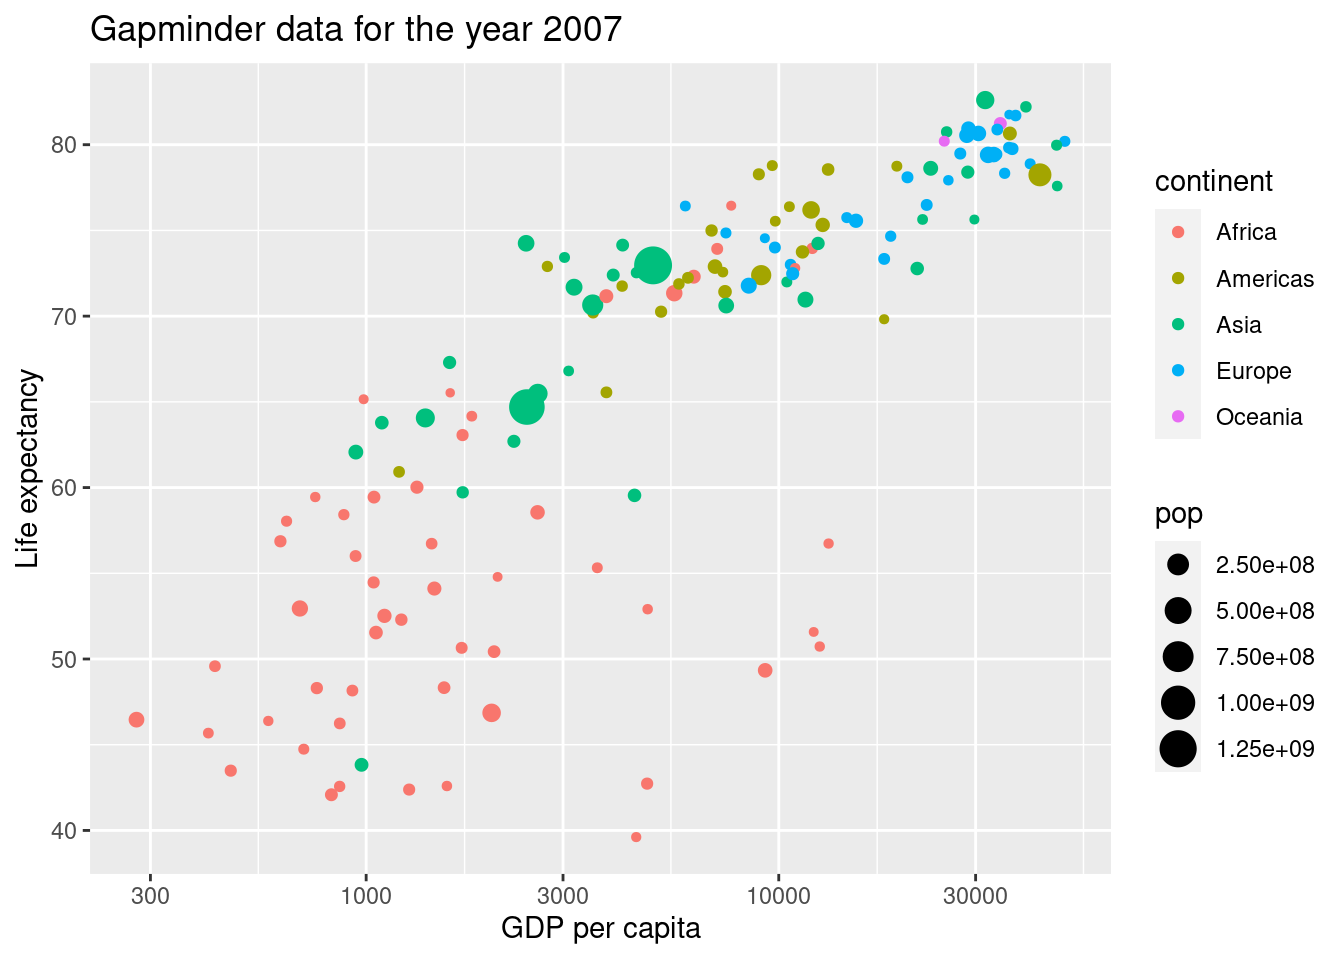 Gapminder data for the year 2007
Life expectancy
80
70
60
50
40
300 1000 3000 10000 30000
GDP per capita
continent
Africa
Americas
Asia
Europe
Oceania
pop
2.50e+08
5.00e+08
7.50e+08
1.00e+09
1.25e+09